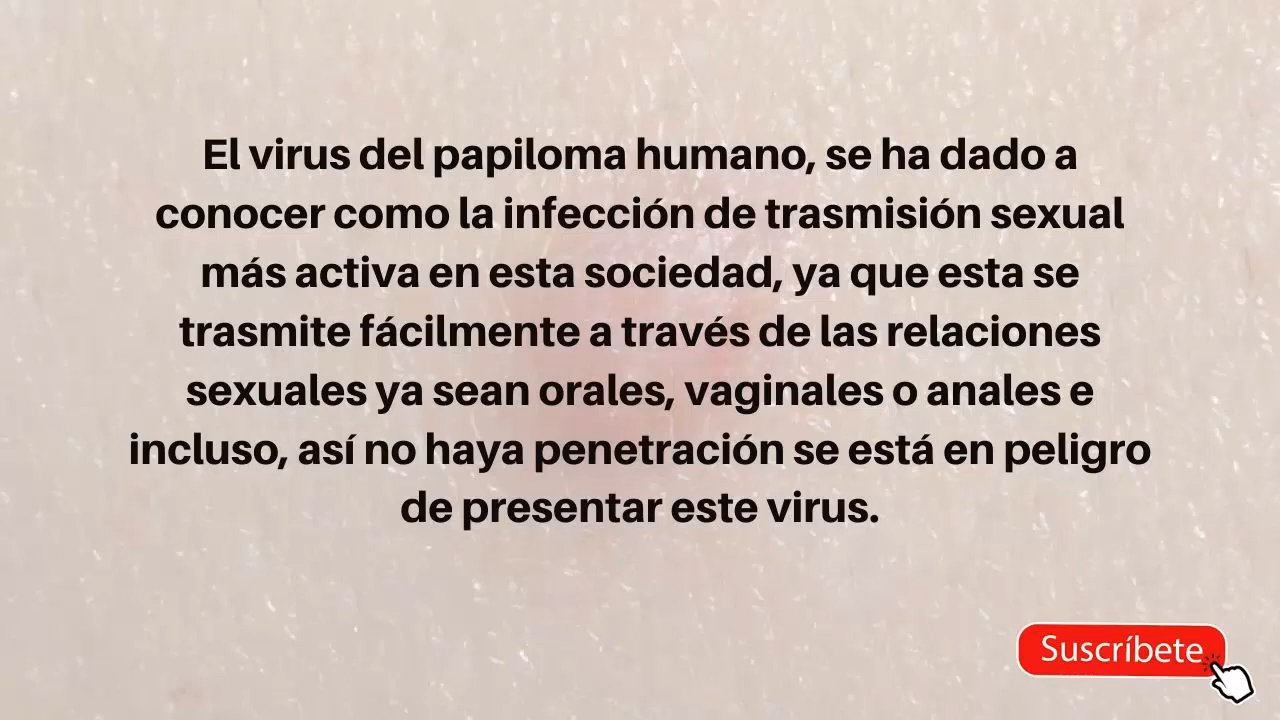 El virus del papiloma humano, se ha dado a
conocer como la infección de trasmisión sexual
más activa en esta sociedad, ya que esta se
trasmite fácilmente a través de las relaciones
sexuales ya sean orales, vaginales o anales e
incluso, así no haya penetración se está en peligro
de presentar este virus.
Suscríbete